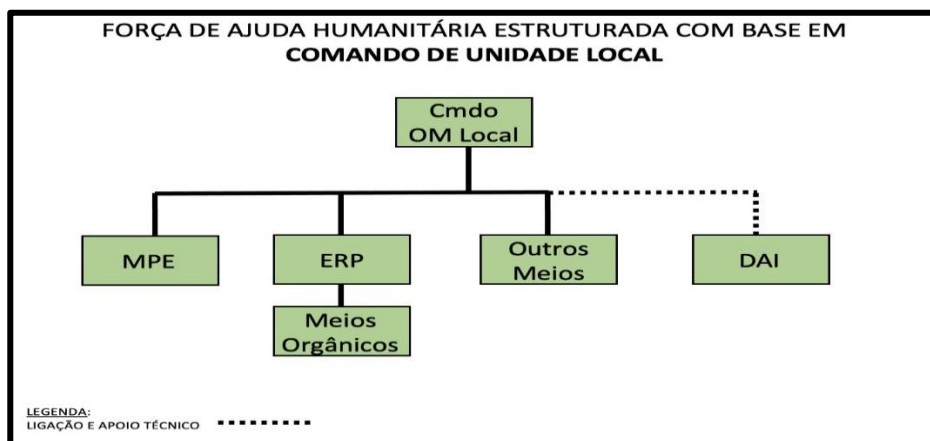 FORÇA DE AJUDA HUMANITÁRIA ESTRUTURADA COM BASE EM
COMANDO DE UNIDADE LOCAL
Cmdo
OM Local
MPE
ERP
Outros
Meios
DAI
Meios
Orgânicos
LEGENDA:
LIGAÇÃO E APOIO TÉCNICO